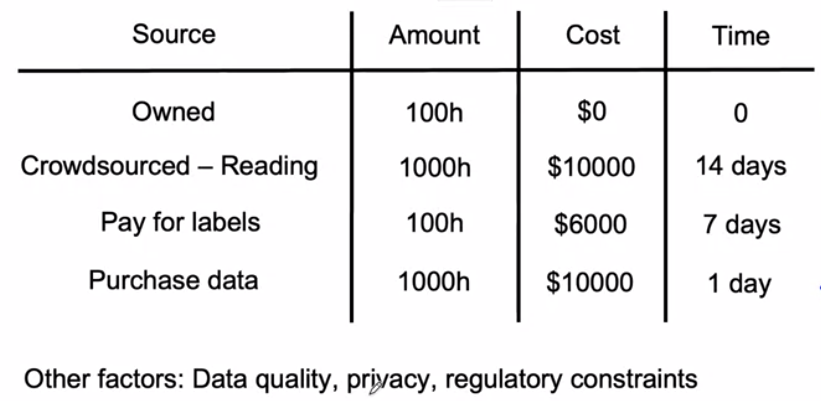 Source Amount Cost Time
Owned 100h $0 0
Crowdsourced – Reading 1000h $10000 14 days
Pay for labels 100h $6000 7 days
Purchase data 1000h $10000 1 day
Other factors: Data quality, privacy, regulatory constraints